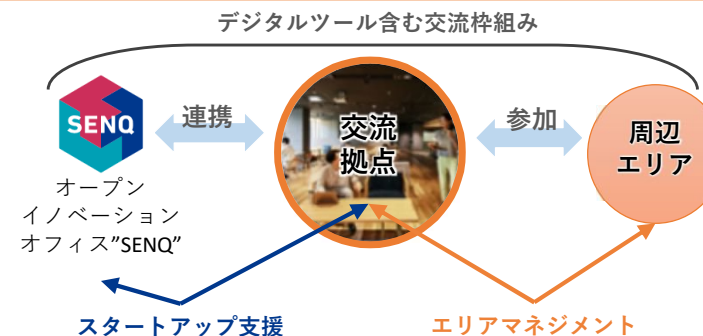 デジタルツール含む交流枠組み
SENQ
連携
交流
拠点
参加
周辺
エリア
オープン
イノベーション
オフィス”SENQ”
スタートアップ支援
エリアマネジメント